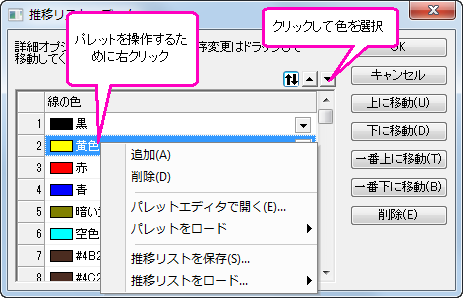 推移リスト
クリックして色を選択
パレットを操作するため
に右クリック
詳細オプシ
序変更はドラッグして
移動してく
OK
キャンセル
上に移動(U)
下に移動(D)
一番上に移動(T)
一番下に移動(B)
削除(E)
線の色
1 黒
2 黄色
3 赤
4 青
5 暗い
6 空色
7 #4B2
8 #4C2
追加(A)
削除(D)
パレットエディタで開く(E)...
パレットをロード
推移リストを保存(S)...
推移リストをロード...